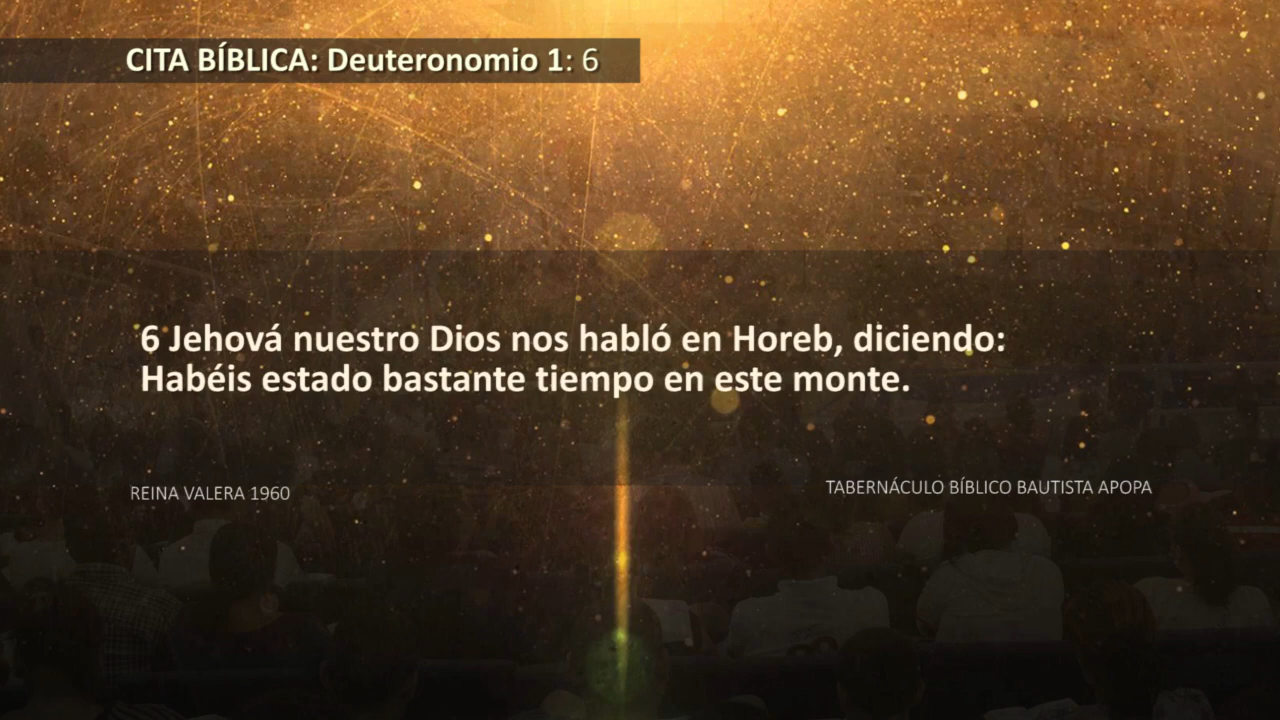 CITA BÍBLICA: Deuteronomio 1: 6
6 Jehová nuestro Dios nos habló en Horeb, diciendo:
Habéis estado bastante tiempo en este monte.
REINA VALERA 1960
TABERNÁCULO BÍBLICO BAUTISTA APOPA